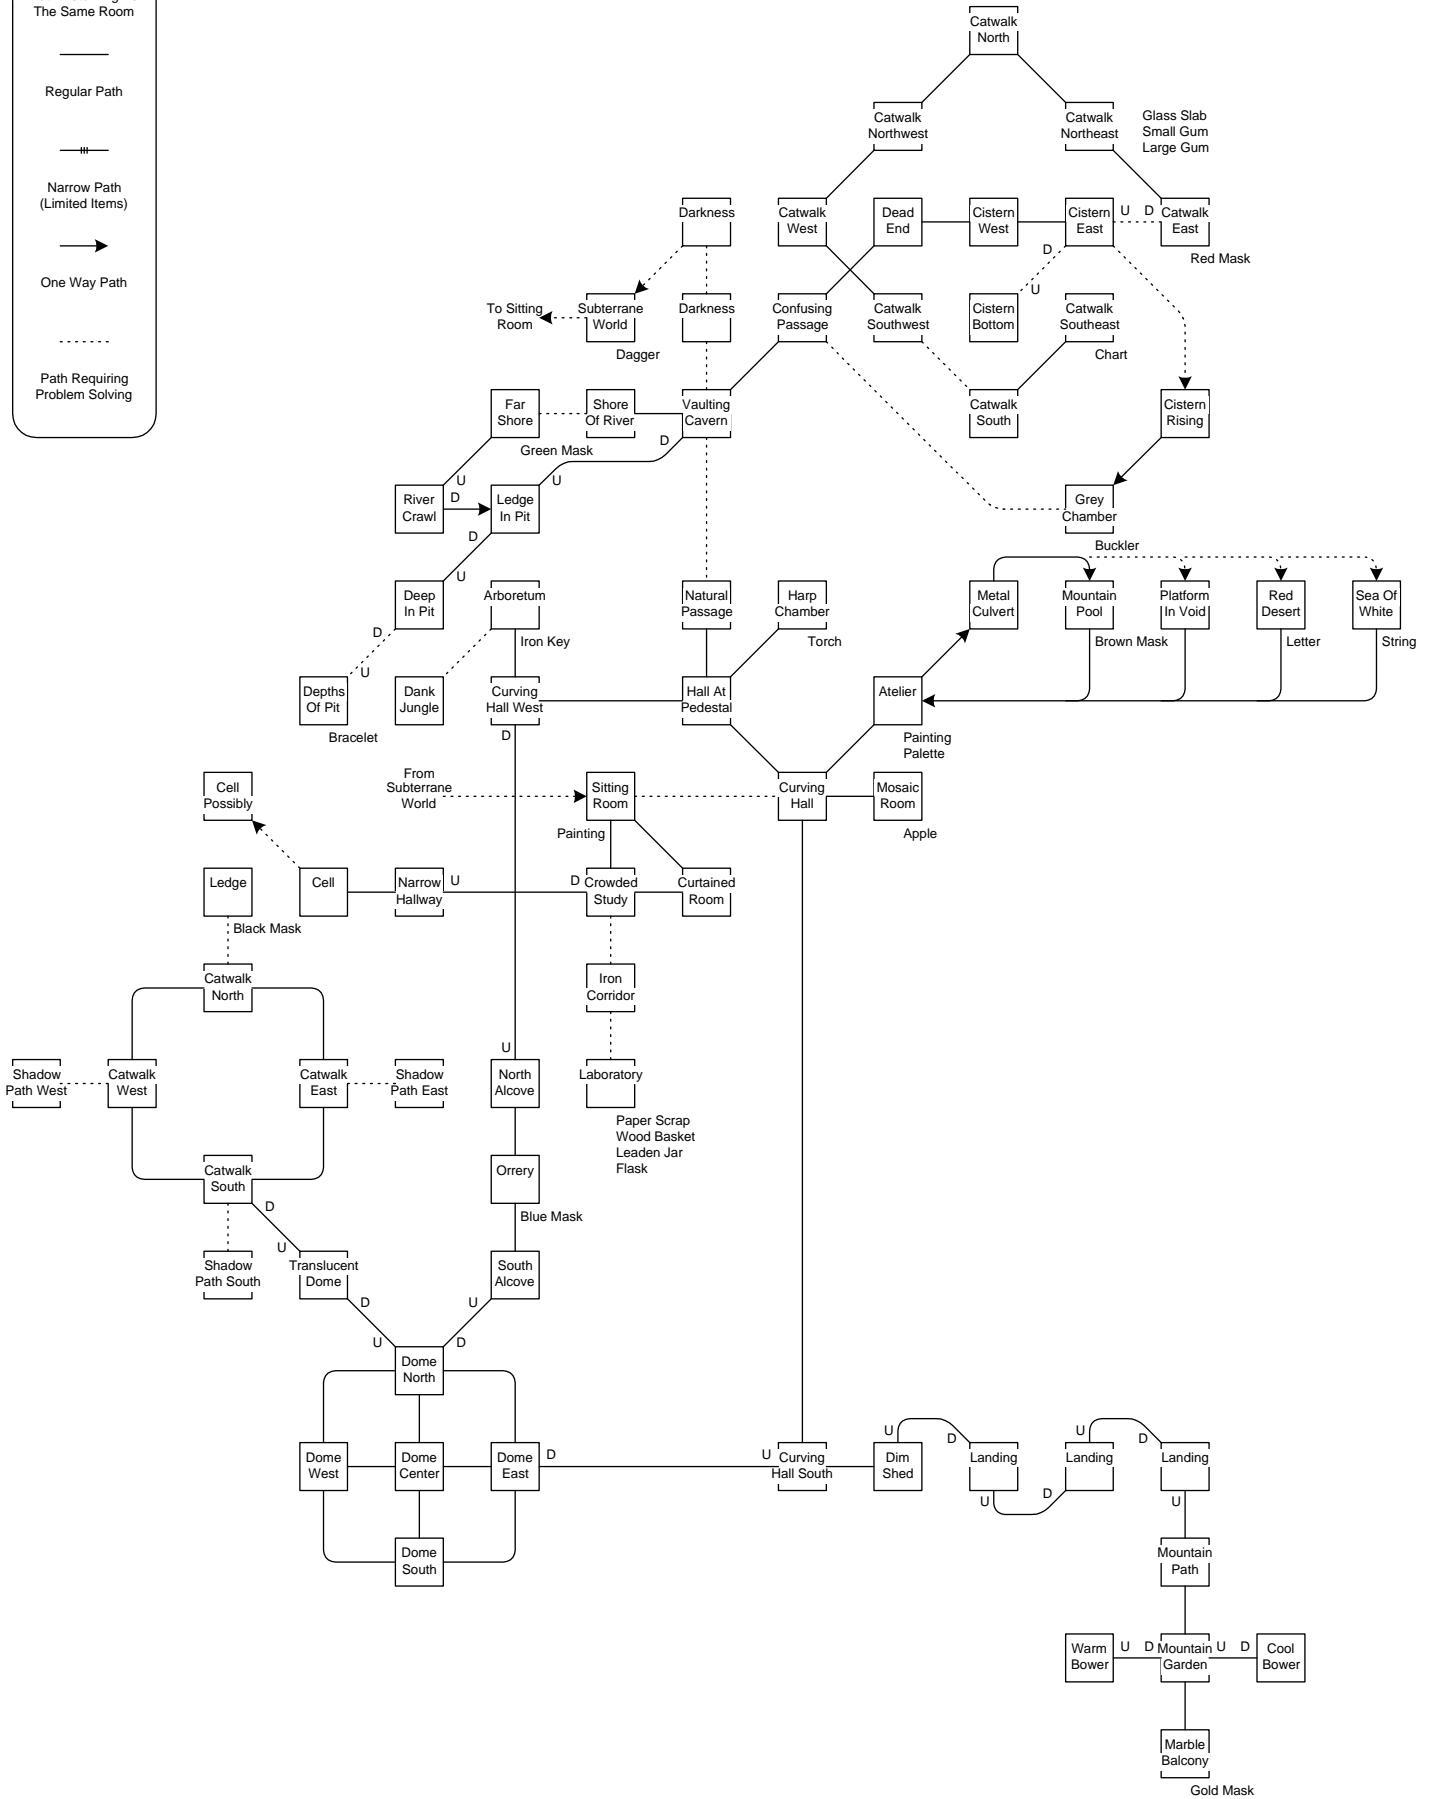 The Same Room
Regular Path
Narrow Path
(Limited Items)
One Way Path
Path Requiring
Problem Solving
Catwalk
North
Catwalk
Northwest
Catwalk
Northeast
Glass Slab
Small Gum
Large Gum
Darkness
Catwalk
West
Dead
End
Cistern
West
Cistern
East
U D
Catwalk
East
Red Mask
D
U
To Sitting
Room
Subterrane
World
Dagger
Darkness
Confusing
Passage
Catwalk
Southwest
Cistern
Bottom
Catwalk
Southeast
Chart
Far
Shore
Shore
Of River
Green Mask
Vaulting
Cavern
D
U
Catwalk
South
Cistern
Rising
U
River
Crawl
D
Ledge
In Pit
Grey
Chamber
Buckler
D
U
Deep
In Pit
Arboretum
Iron Key
Natural
Passage
Harp
Chamber
Torch
Metal
Culvert
Mountain
Pool
Brown Mask
Platform
In Void
Red
Desert
Letter
Sea Of
White
String
D
U
Depths
Of Pit
Bracelet
Dank
Jungle
Curving
Hall West
D
Hall At
Pedestal
Atelier
Painting
Palette
Cell
Possibly
From
Subterrane
World
Sitting
Room
Painting
Curving
Hall
Mosaic
Room
Apple
Ledge
Black Mask
Cell
Narrow
Hallway
U D
Crowded
Study
Curtained
Room
Catwalk
North
Iron
Corridor
U
Shadow
Path West
Catwalk
West
Catwalk
East
Shadow
Path East
North
Alcove
Laboratory
Paper Scrap
Wood Basket
Leaden Jar
Flask
Catwalk
South
D
U
Orrery
Blue Mask
Shadow
Path South
Translucent
Dome
D
U
South
Alcove
U
D
Dome
North
Dome
West
Dome
Center
Dome
East
D U
Curving
Hall South
Dim
Shed
U
D
Landing
U
D
Landing
U
D
Landing
U
Dome
South
Mountain
Path
Warm
Bower
U D
Mountain
Garden
U D
Cool
Bower
Marble
Balcony
Gold Mask